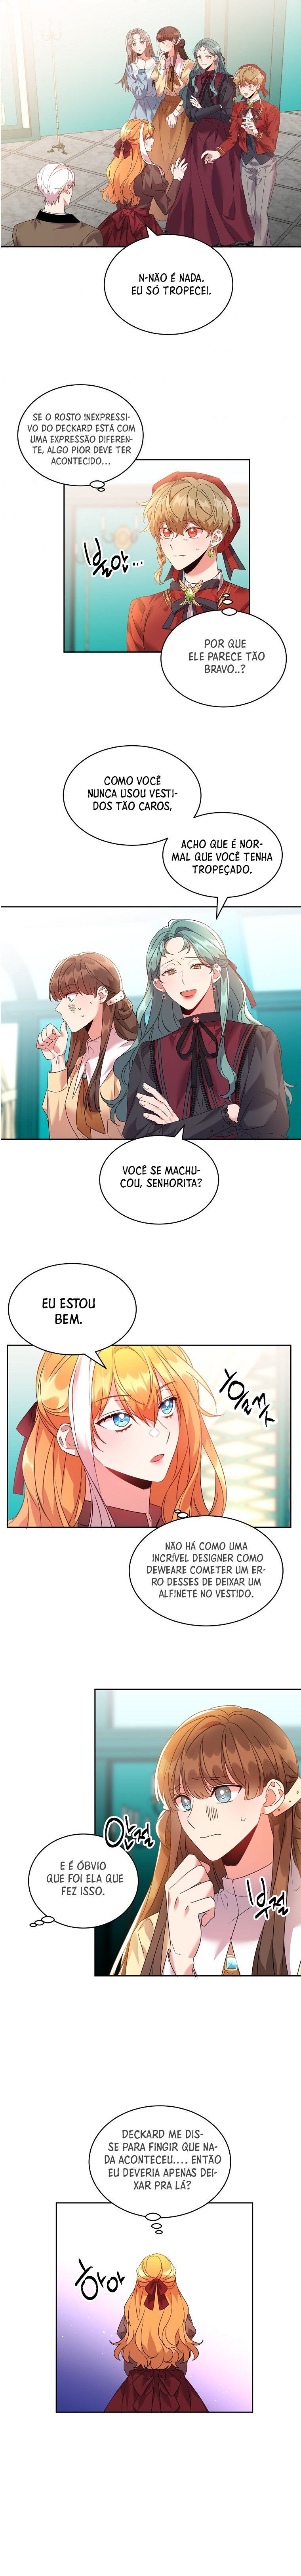 N-NÃO É NADA.
EU SÓ TROPECEI.
SE O ROSTO INEXPRESSI-
VO DO DECKARD ESTÁ COM
UMA EXPRESSÃO DIFEREN-
TE, ALGO PIOR DEVE TER
ACONTECIDO...
POR QUE
ELE PARECE TÃO
BRAVO..?
COMO VOCÊ
NUNCA USOU VESTI-
DOS TÃO CAROS,
ACHO QUE É NOR-
MAL QUE VOCÊ TENHA
TROPEÇADO.
VOCÊ SE MACHU-
COU, SENHORITA?
EU ESTOU
BEM.
NÃO HÁ COMO UMA
INCRÍVEL DESIGNER COMO
DEWEARE COMETER UM ER-
RO DESSES DE DEIXAR UM
ALFINETE NO VESTIDO.
E É ÓBVIO
QUE FOI ELA QUE
FEZ ISSO.
DECKARD ME DIS-
SE PARA FINGIR QUE NA-
DA ACONTECEU.... ENTÃO
EU DEVERIA APENAS DEI-
XAR PRA LÁ?